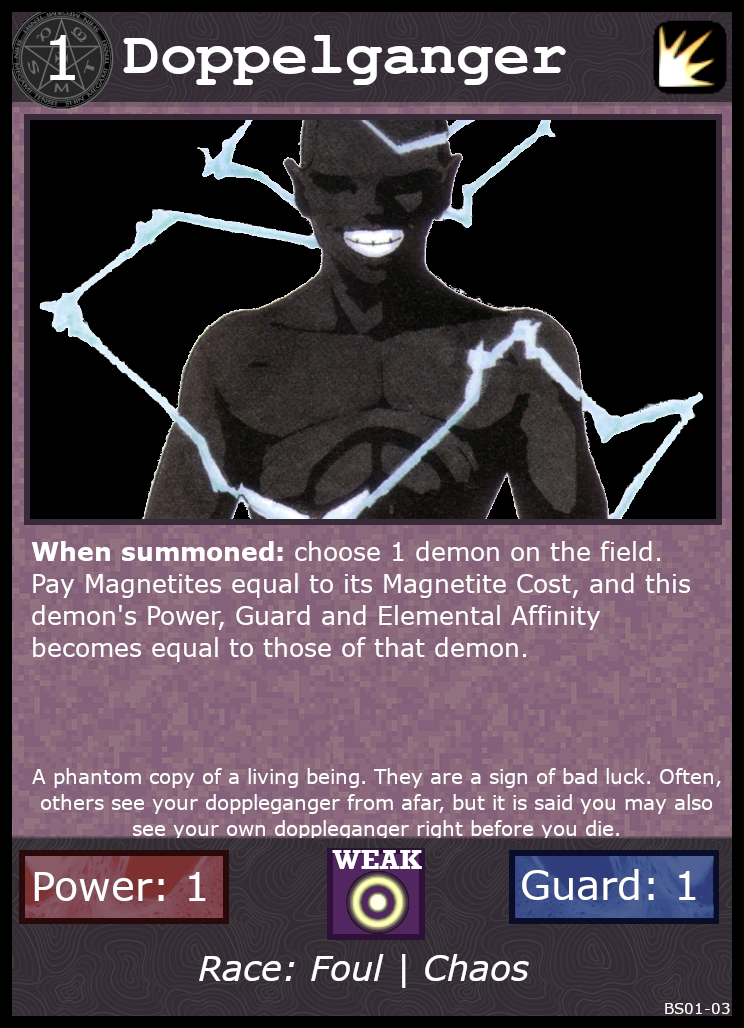 1 Doppelganger
When summoned: choose 1 demon on the field.
Pay Magnetites equal to its Magnetite Cost, and this
demon's Power, Guard and Elemental Affinity
becomes equal to those of that demon.
A phantom copy of a living being. They are a sign of bad luck. Often,
others see your doppleganger from afar, but it is said you may also
see your own doppleganger right before you die.
WEAK
Power: 1
Guard: 1
Race: Foul | Chaos
BS01-03